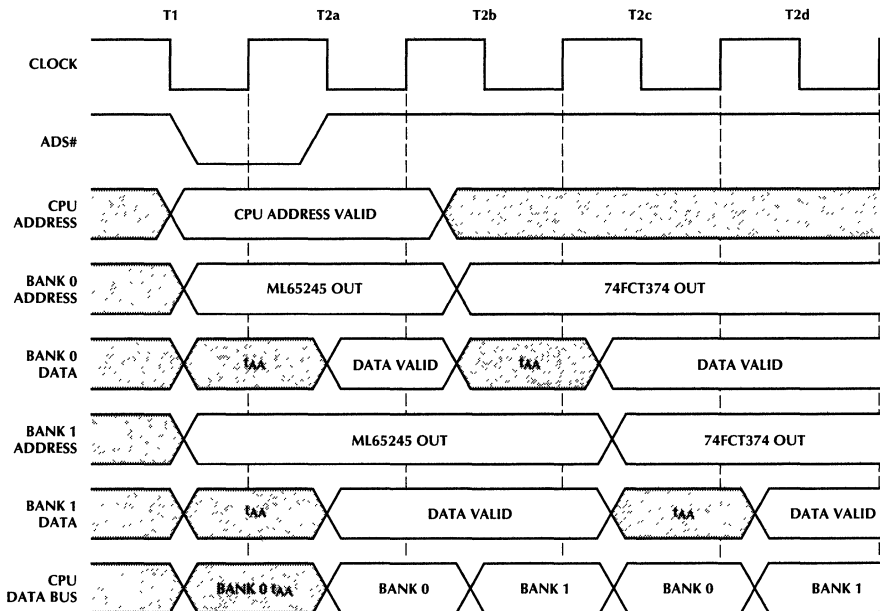 T1 T2a T2b T2c T2d
CLOCK
ADS#
CPU
ADDRESS
CPU ADDRESS VALID
BANK 0
ADDRESS
ML65245 OUT
74FCT374 OUT
BANK 0
DATA
tAA
DATA VALID
tAA
DATA VALID
BANK 1
ADDRESS
ML65245 OUT
74FCT374 OUT
BANK 1
DATA
tAA
DATA VALID
tAA
DATA VALID
CPU
DATA BUS
BANK 0 tAA
BANK 0
BANK 1
BANK 0
BANK 1